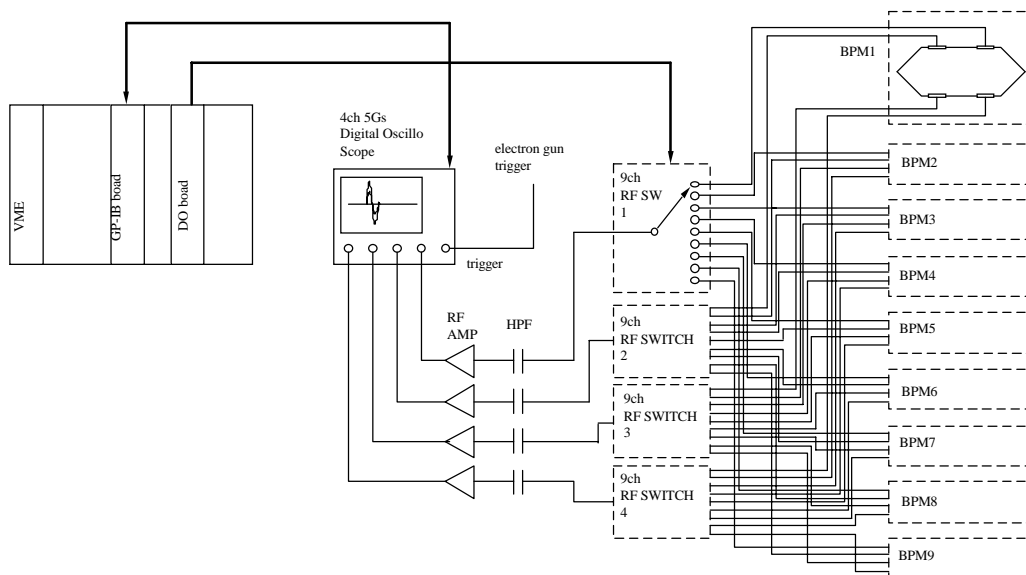 VME
GP-IB boad
DO boad
4ch 5Gs
Digital Oscillo
Scope
electron gun
trigger
trigger
RF
AMP
HPF
9ch
RF SW
1
9ch
RF SWITCH
2
9ch
RF SWITCH
3
9ch
RF SWITCH
4
BPM1
BPM2
BPM3
BPM4
BPM5
BPM6
BPM7
BPM8
BPM9